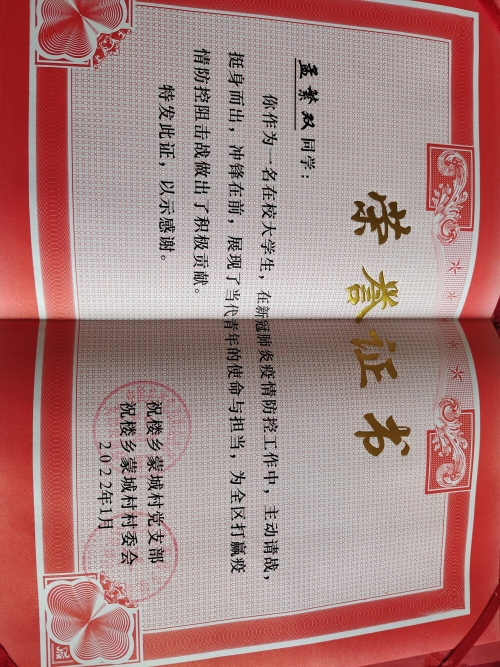 荣誉证书
孟繁双同学：
你作为一名在校大学生，在新冠肺炎疫情防控工作中，主动请战，
挺身而出，冲锋在前，展现了当代青年的使命与担当，为全区打赢疫
情防控阻击战做出了积极贡献。
特发此证，以示感谢。
祝楼乡蒙城村党支部
祝楼乡蒙城村村委会
2022年1月